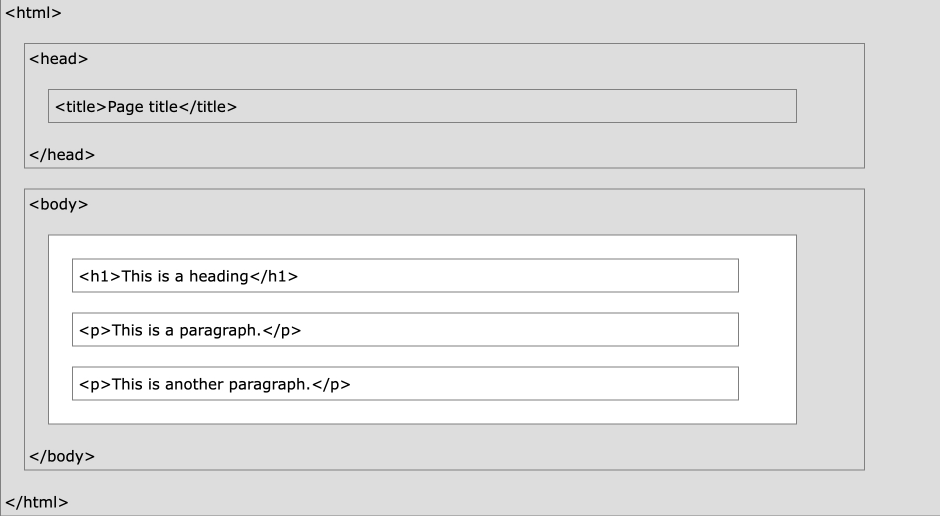 <html>
<head>
<title>Page title</title>
</head>
<body>
<h1>This is a heading</h1>
<p>This is a paragraph.</p>
<p>This is another paragraph.</p>
</body>
</html>